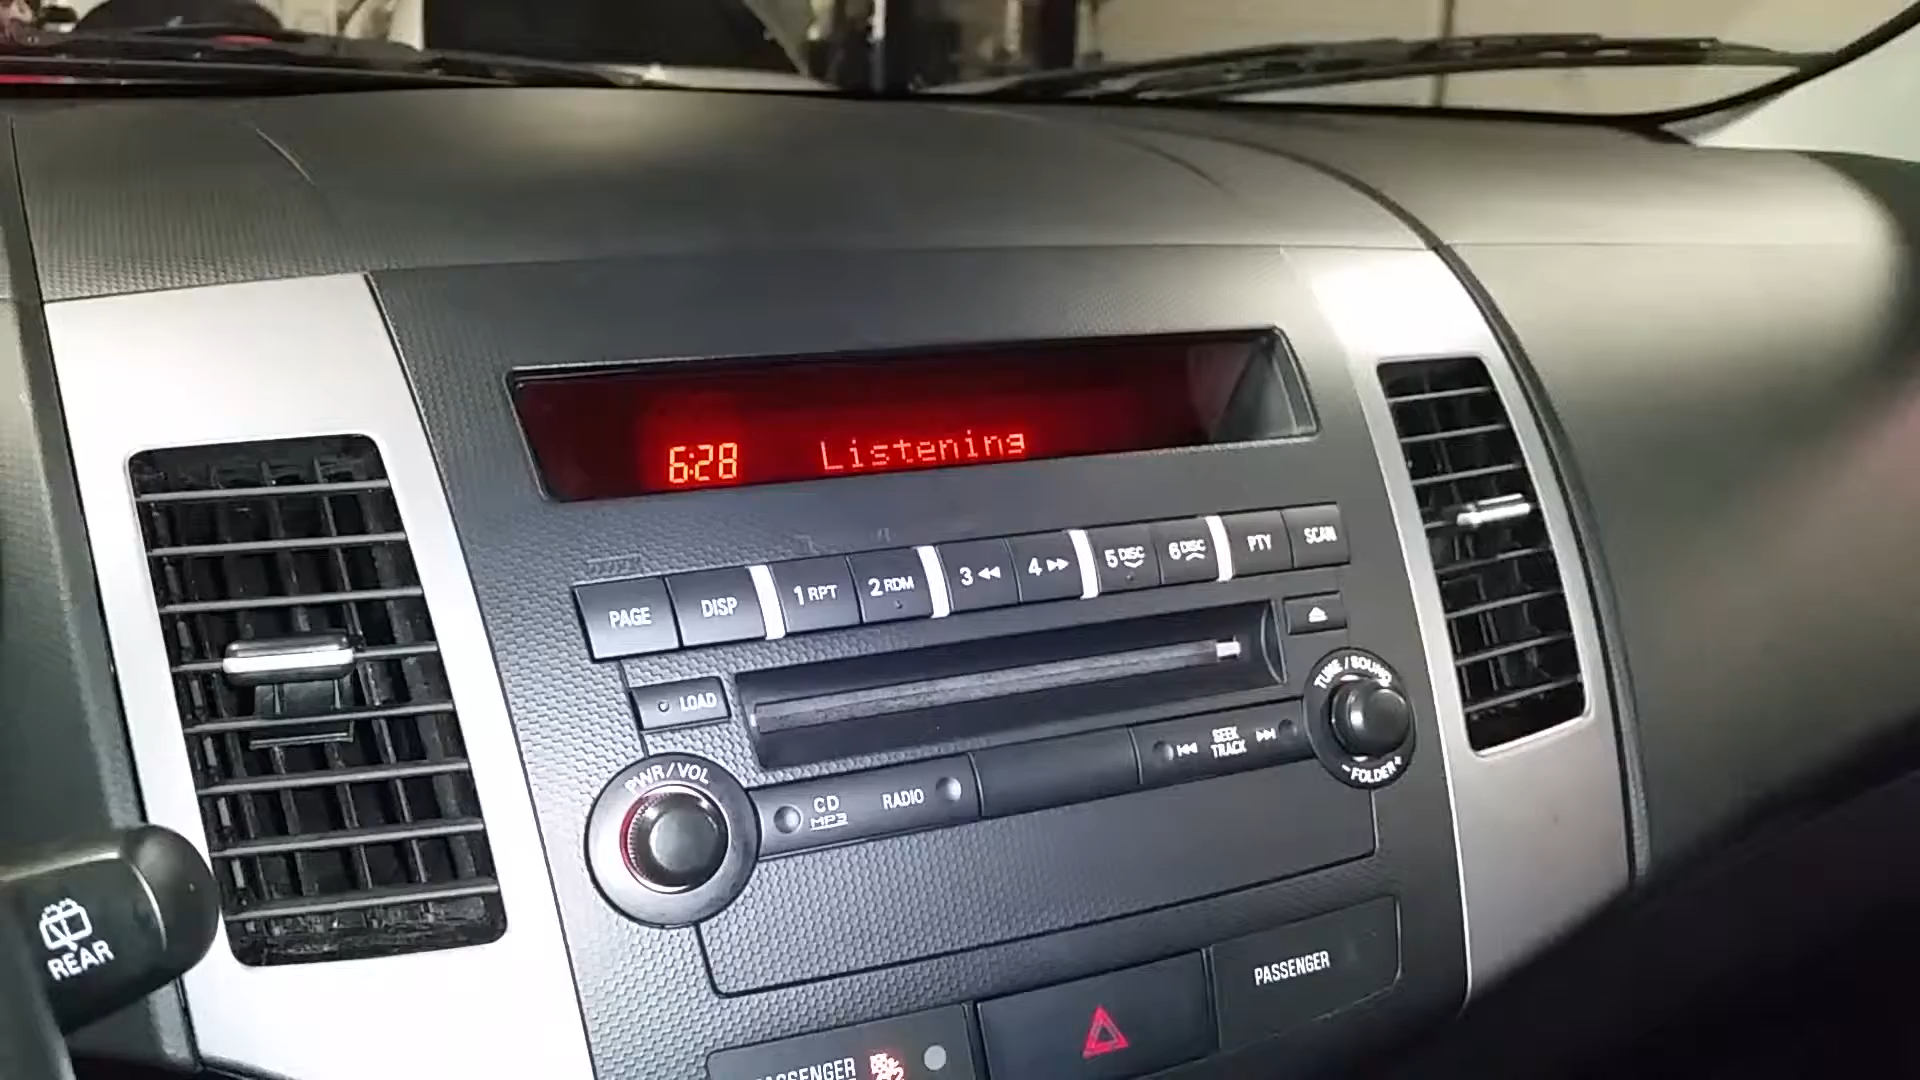 6:28 Listening
PAGE DISP 1 RPT 2 RDM 3 4 5 DISC 6 DISC PTY SCAN
LOAD
TUNE / SOUND
PWR/VOL
CD
MP3
RADIO
SEEK
TRACK
- FOLDER +
REAR
PASSENGER
PASSENGER